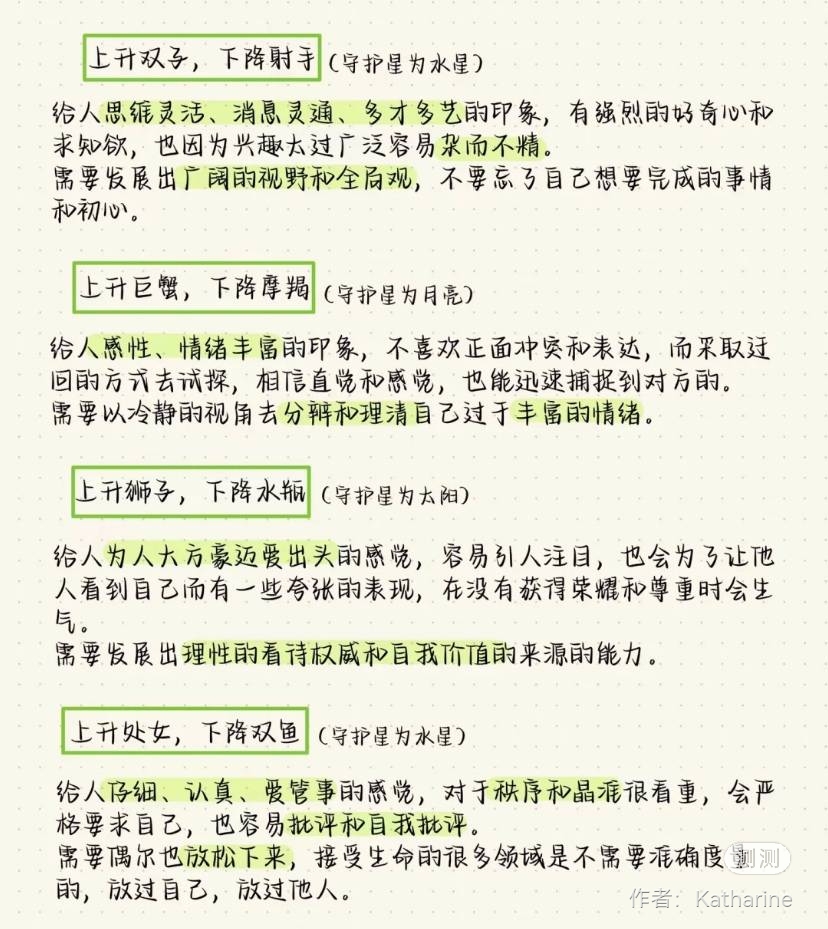 上升双子，下降射手（守护星为水星）
给人思维灵活、消息灵通、多才多艺的印象，有强烈的好奇心和
求知欲，也因为兴趣太过广泛容易杂而不精。
需要发展出广阔的视野和全局观，不要忘了自己想要完成的事情
和初心。
上升巨蟹，下降摩羯（守护星为月亮）
给人感性、情绪丰富的印象，不喜欢正面冲突和表达，而采取迂
回的方式去试探，相信直觉和感觉，也能迅速捕捉到对方的。
需要以冷静的视角去分辨和理清自己过于丰富的情绪。
上升狮子，下降水瓶（守护星为太阳）
给人为人大方豪迈爱出头的感觉，容易引人注目，也会为了让他
人看到自己而有一些夸张的表现，在没有获得荣耀和尊重时会生
气。
需要发展出理性的看待权威和自我价值的来源的能力。
上升处女，下降双鱼（守护星为水星）
给人仔细、认真、爱管事的感觉，对于秩序和晶准很看重，会严
格要求自己，也容易批评和自我批评。
需要偶尔也放松下来，接受生命的很多领域是不需要准确度量
的，放过自己，放过他人。
测测
作者：Katharine